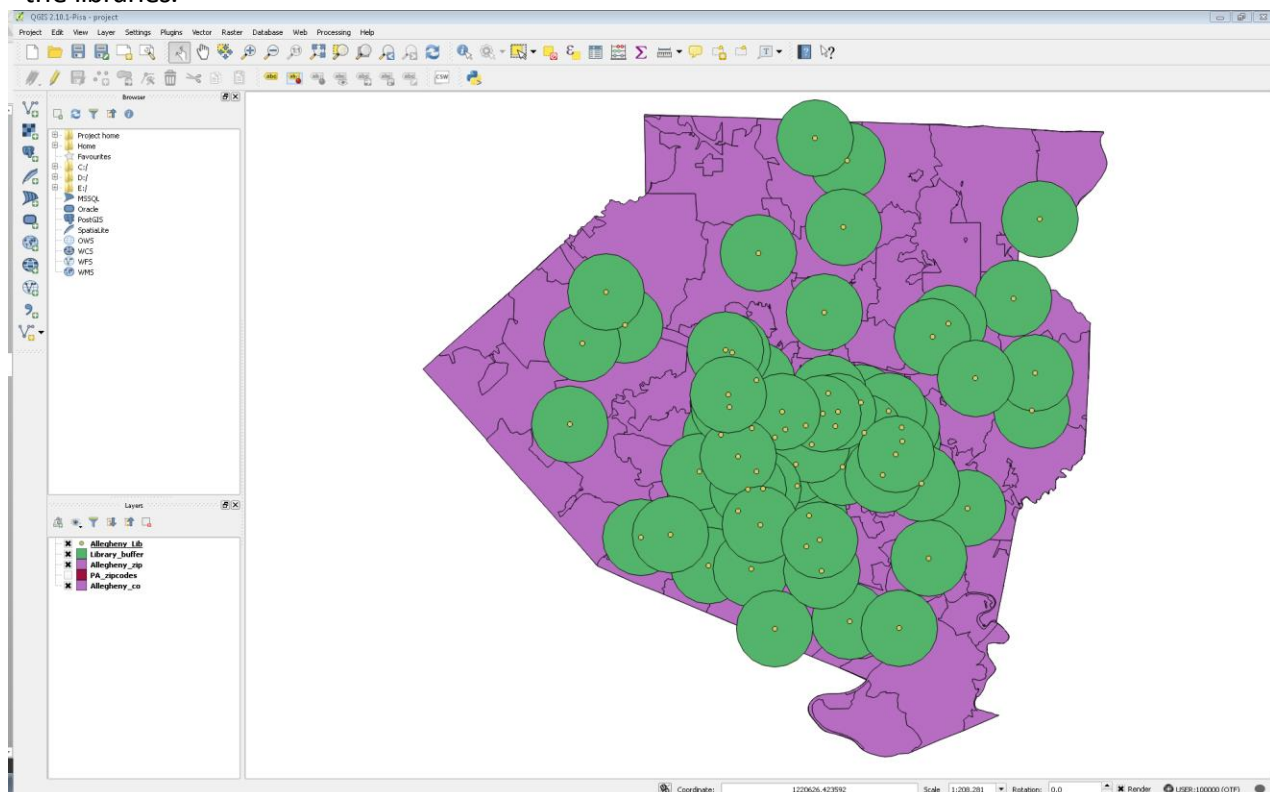 the libraries.
QGIS 2.10.1-Pisa - project
Project Edit View Layer Settings Plugins Vector Raster Database Web Processing Help
Browser
Project home
Home
Favourites
C:/
D:/
E:/
MSSQL
Oracle
PostGIS
SpatiaLite
OWS
WCS
WFS
WMS
Layers
Allegheny_Lib
Library_buffer
Allegheny_zip
PA_zipcodes
Allegheny_co
Coordinate: 1220626,423592 Scale 1:208,281 Rotation: 0.0 Render USER:100000 (OTF)